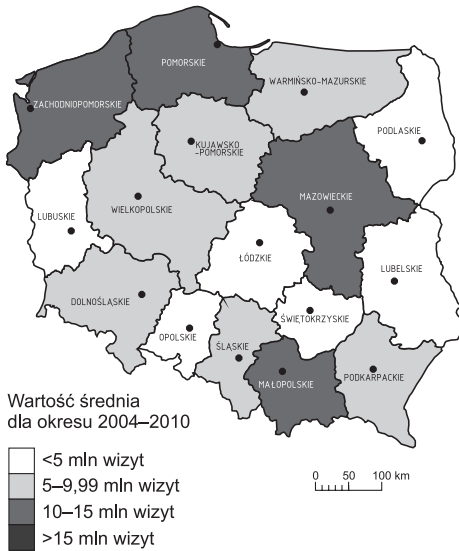 POMORSKIE
WARMIŃSKO-MAZURSKIE
ZACHODNIOPOMORSKIE
PODLASKIE
KUJAWSKO
-POMORSKIE
MAZOWIECKIE
WIELKOPOLSKIE
LUBUSKIE
ŁÓDZKIE
LUBELSKIE
DOLNOŚLĄSKIE
ŚWIĘTOKRZYSKIE
OPOLSKIE
ŚLĄSKIE
MAŁOPOLSKIE
PODKARPACKIE
Wartość średnia
dla okresu 2004–2010
<5 mln wizyt
5–9,99 mln wizyt
10–15 mln wizyt
>15 mln wizyt
0 50 100 km